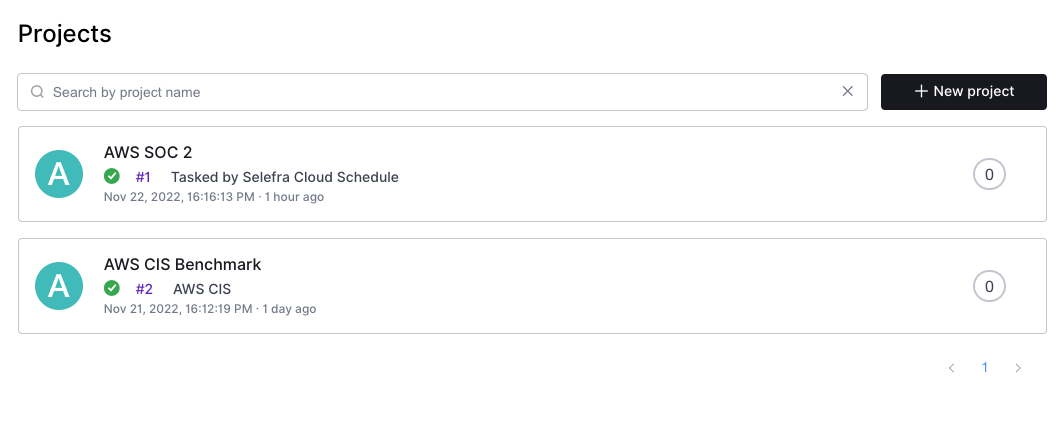 Projects
Search by project name
New project
A
AWS SOC 2
#1 Tasked by Selefra Cloud Schedule
Nov 22, 2022, 16:16:13 PM · 1 hour ago
0
A
AWS CIS Benchmark
#2 AWS CIS
Nov 21, 2022, 16:12:19 PM · 1 day ago
0
1